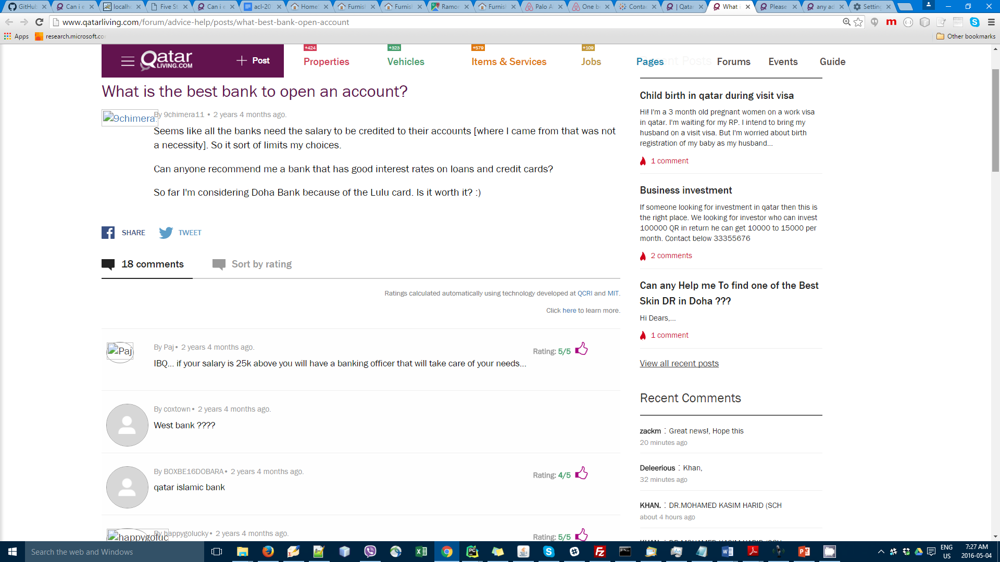 GitHub
Can i e
localh
Five St
Can i e
acl-20
Home
Furnis
Furnis
Ramor
Furnis
Palo A
One b
Contac
| Qatar
What i
Please
any ad
Setting
www.qatarliving.com/forum/advice-help/posts/what-best-bank-open-account
Apps
research.microsoft.co
Other bookmarks
Qatar
LIVING.COM
Post
+424
Properties
+323
Vehicles
+579
Items & Services
+109
Jobs
Pages
Forums
Events
Guide
What is the best bank to open an account?
9chimera
By 9chimera11 • 2 years 4 months ago.
Seems like all the banks need the salary to be credited to their accounts [where I came from that was not
a necessity]. So it sort of limits my choices.
Can anyone recommend me a bank that has good interest rates on loans and credit cards?
So far I'm considering Doha Bank because of the Lulu card. Is it worth it? :)
SHARE
TWEET
18 comments
Sort by rating
Ratings calculated automatically using technology developed at QCRI and MIT.
Click here to learn more.
Paj
By Paj• 2 years 4 months ago.
Rating: 5/5
IBQ... if your salary is 25k above you will have a banking officer that will take care of your needs...
By coxtown• 2 years 4 months ago.
West bank ????
By BOXBE16DOBARA• 2 years 4 months ago.
Rating: 4/5
qatar islamic bank
happygoluc
By happygolucky• 2 years 4 months ago.
Rating: 5/5
Recent Posts
Child birth in qatar during visit visa
Hi! I'm a 3 month old pregnant women on a work visa
in qatar. I'm waiting for my RP. I intend to bring my
husband on a visit visa. But I'm worried about birth
registration of my baby as my husband...
1 comment
Business investment
If someone looking for investment in qatar then this is
the right place. We looking for investor who can invest
100000 QR in return he can get 10000 to 15000 per
month. Contact below 33355676
2 comments
Can any Help me To find one of the Best
Skin DR in Doha ???
Hi Dears,...
1 comment
View all recent posts
Recent Comments
zackm : Great news!, Hope this
20 minutes ago
Deleerious : Khan,
32 minutes ago
KHAN. : DR.MOHAMED KASIM HARID (SCH
about 4 hours ago
Search the web and Windows
ENG
US
7:27 AM
2016-05-04